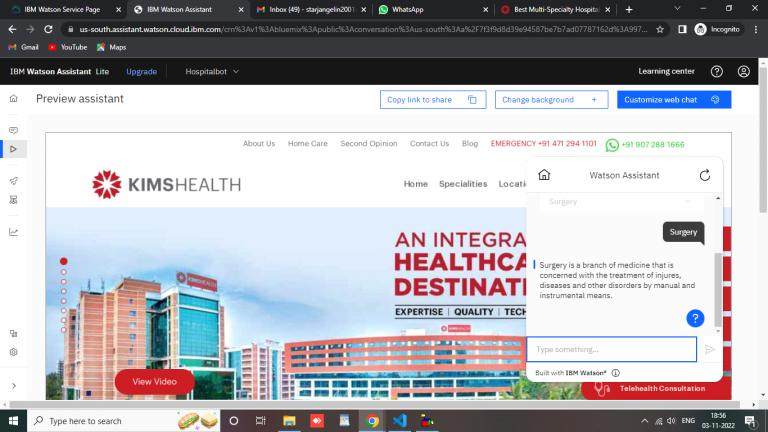 IBM Watson Service Page
IBM Watson Assistant
Inbox (49) - starjangelin2001
WhatsApp
Best Multi-Specialty Hospital
us-south.assistant.watson.cloud.ibm.com/crn%3Av1%3Abluemix%3Apublic%3Aconversation%3Aus-south%3Aa%2F7f3f9d8d39e94587be7b7ad07787162d%3A997...
Incognito
Gmail
YouTube
Maps
IBM Watson Assistant Lite
Upgrade
Hospitalbot
Learning center
Preview assistant
Copy link to share
Change background +
Customize web chat
About Us
Home Care
Second Opinion
Contact Us
Blog
EMERGENCY +91 471 294 1101
+91 907 288 1666
KIMSHEALTH
Home
Specialities
Locati
Watson Assistant
Surgery
Surgery
AN INTEGRA
HEALTHCA
DESTINATI
EXPERTISE | QUALITY | TECH
KIMSHEALTH
Surgery is a branch of medicine that is
concerned with the treatment of injuries,
diseases and other disorders by manual and
instrumental means.
?
Type something...
Built with IBM Watson®
View Video
Telehealth Consultation
Type here to search
ENG
18:56
03-11-2022